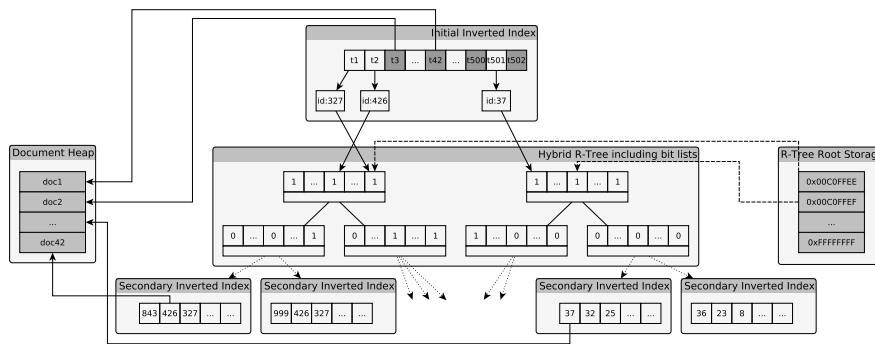 Initial Inverted Index
t1 t2 t3 ... t42 ... t500 t501 t502
id:327 id:426 id:37
Document Heap
doc1
doc2
...
doc42
Hybrid R-Tree including bit lists
1 ... 1 ... 1
1 ... 1 ... 1
0 ... 0 ... 1
0 ... 1 ... 1
1 ... 0 ... 0
0 ... 0 ... 0
R-Tree Root Storag
0x00C0FFEE
0x00C0FFEF
...
0xFFFFFFFF
Secondary Inverted Index
843 426 327 ... ...
Secondary Inverted Index
999 426 327 ... ...
Secondary Inverted Index
37 32 25 ... ...
Secondary Inverted Index
36 23 8 ... ...